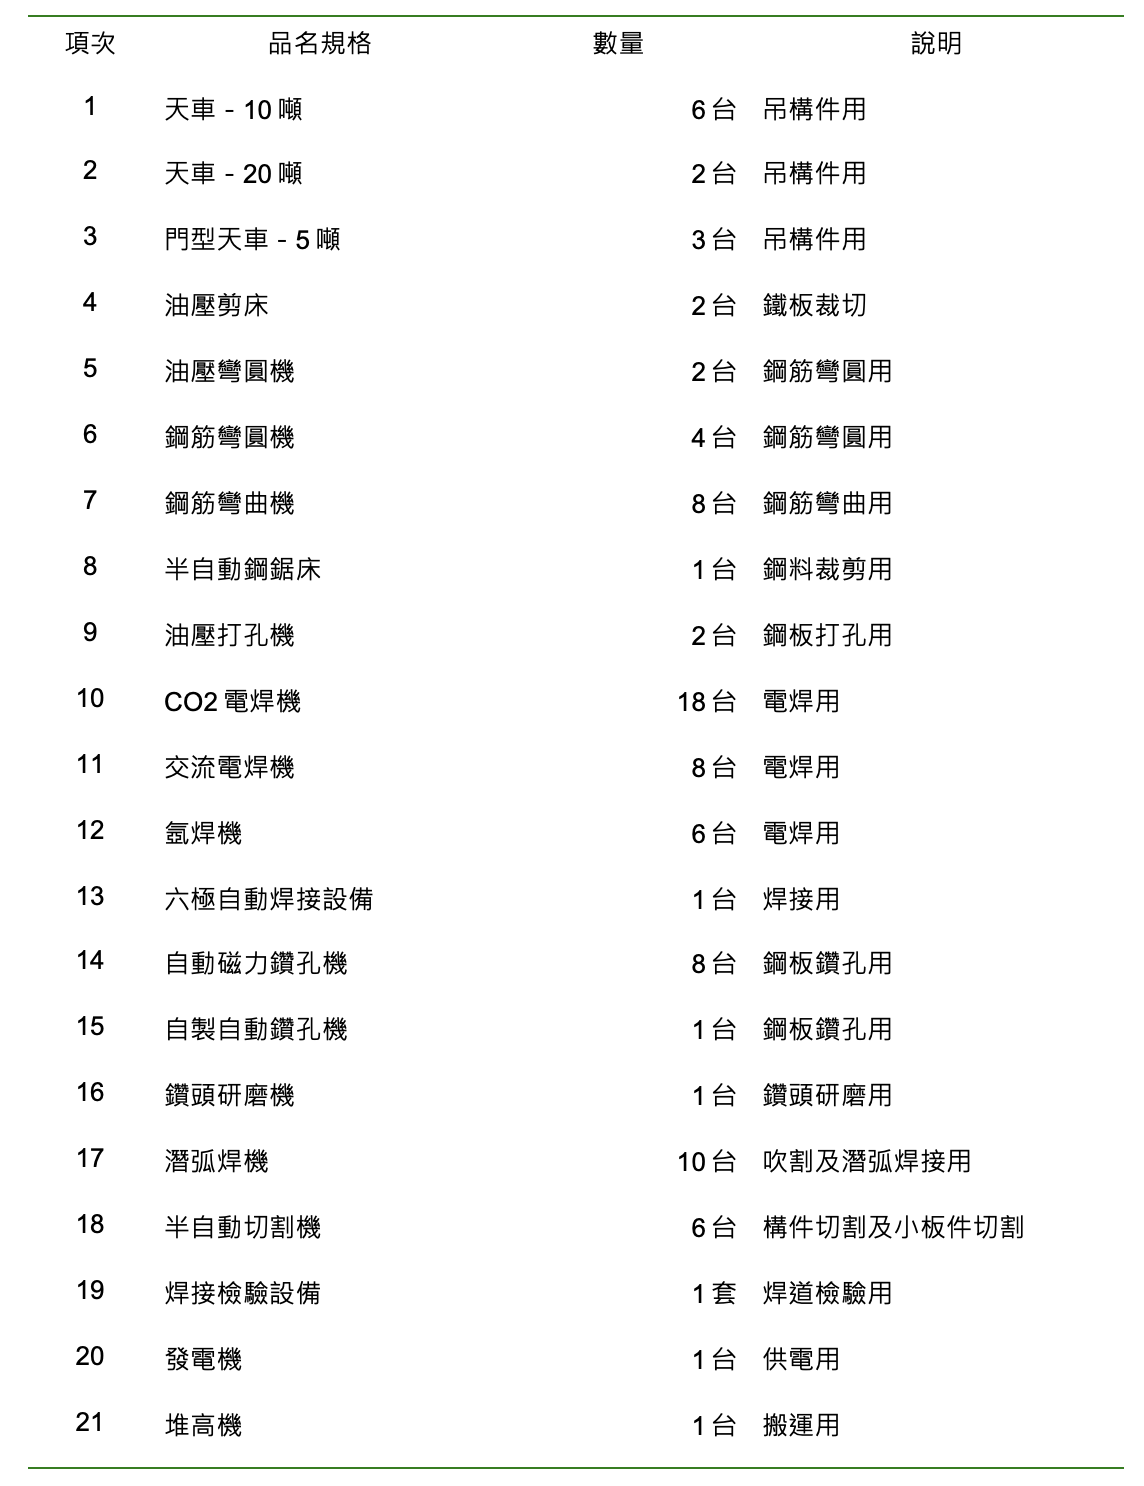 項次 品名規格 數量 說明
1 天車 - 10 噸 6 台 吊構件用
2 天車 - 20 噸 2 台 吊構件用
3 門型天車 - 5 噸 3 台 吊構件用
4 油壓剪床 2 台 鐵板裁切
5 油壓彎圓機 2 台 鋼筋彎圓用
6 鋼筋彎圓機 4 台 鋼筋彎圓用
7 鋼筋彎曲機 8 台 鋼筋彎曲用
8 半自動鋼鋸床 1 台 鋼料裁剪用
9 油壓打孔機 2 台 鋼板打孔用
10 CO2 電焊機 18 台 電焊用
11 交流電焊機 8 台 電焊用
12 氬焊機 6 台 電焊用
13 六極自動焊接設備 1 台 焊接用
14 自動磁力鑽孔機 8 台 鋼板鑽孔用
15 自製自動鑽孔機 1 台 鋼板鑽孔用
16 鑽頭研磨機 1 台 鑽頭研磨用
17 潛弧焊機 10 台 吹割及潛弧焊接用
18 半自動切割機 6 台 構件切割及小板件切割
19 焊接檢驗設備 1 套 焊道檢驗用
20 發電機 1 台 供電用
21 堆高機 1 台 搬運用